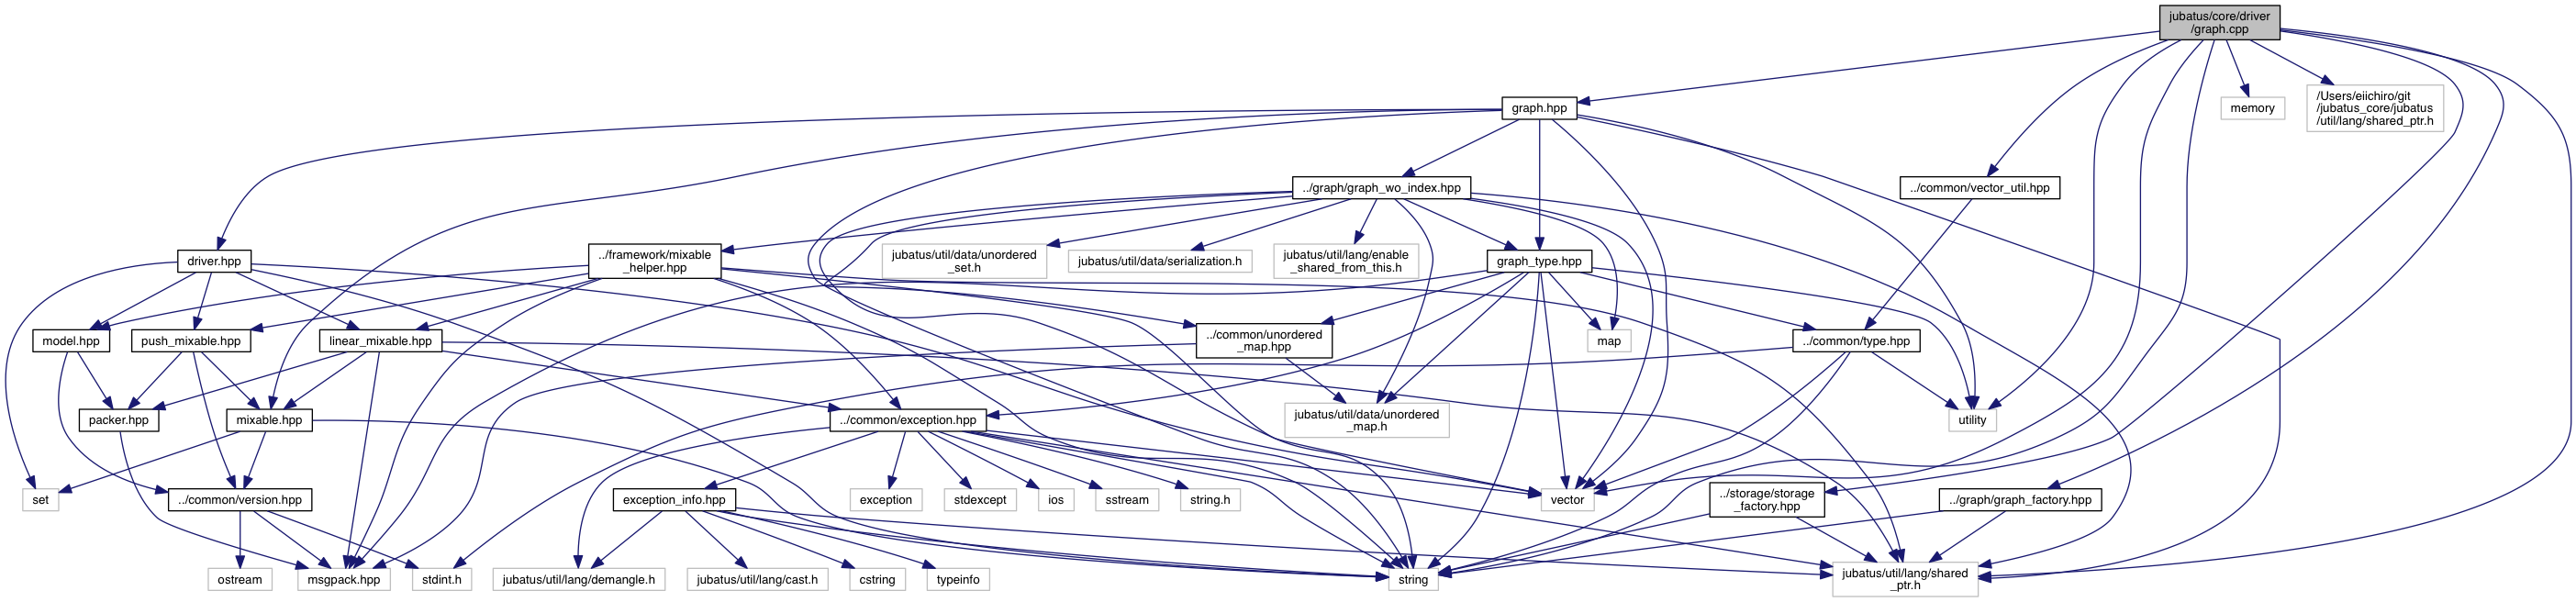 jubatus/core/driver
/graph.cpp
graph.hpp
memory
/Users/eiichiro/git
/jubatus_core/jubatus
/util/lang/shared_ptr.h
../graph/graph_wo_index.hpp
../common/vector_util.hpp
driver.hpp
../framework/mixable
_helper.hpp
jubatus/util/data/unordered
_set.h
jubatus/util/data/serialization.h
jubatus/util/lang/enable
_shared_from_this.h
graph_type.hpp
model.hpp
push_mixable.hpp
linear_mixable.hpp
../common/unordered
_map.hpp
map
../common/type.hpp
packer.hpp
mixable.hpp
../common/exception.hpp
jubatus/util/data/unordered
_map.h
utility
set
../common/version.hpp
exception_info.hpp
exception
stdexcept
ios
sstream
string.h
vector
../storage/storage
_factory.hpp
../graph/graph_factory.hpp
ostream
msgpack.hpp
stdint.h
jubatus/util/lang/demangle.h
jubatus/util/lang/cast.h
cstring
typeinfo
string
jubatus/util/lang/shared
_ptr.h